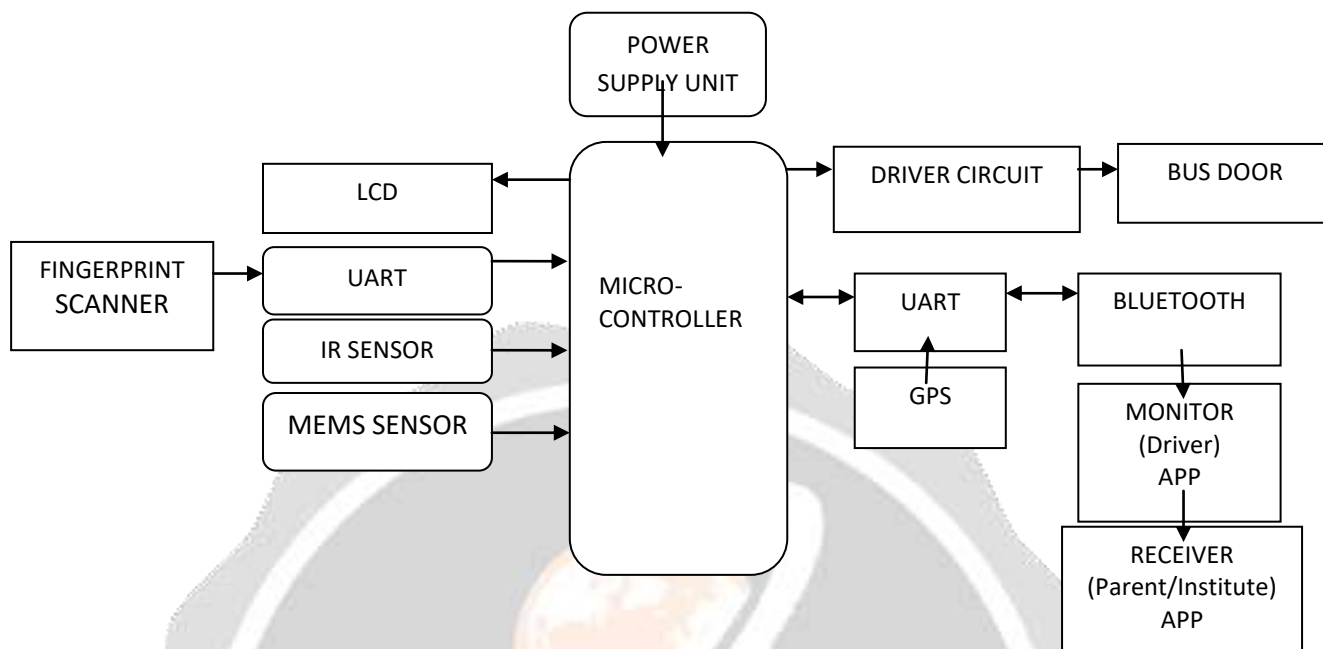 POWER
SUPPLY UNIT
LCD
DRIVER CIRCUIT
BUS DOOR
FINGERPRINT
SCANNER
UART
MICRO-
CONTROLLER
UART
BLUETOOTH
IR SENSOR
GPS
MEMS SENSOR
MONITOR
(Driver)
APP
RECEIVER
(Parent/Institute)
APP